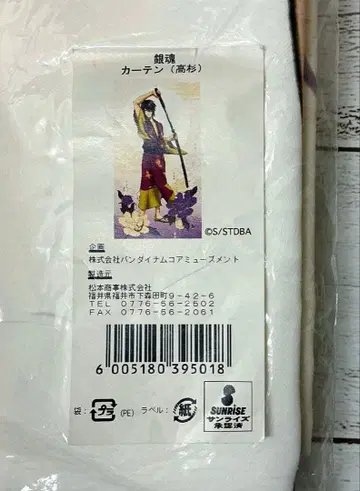 銀魂
カーテン（高杉）
©S/STDBA
企画
株式会社バンダイナムコアミューズメント
製造元
松本商事株式会社
福井県福井市下森田町9-42-6
TEL 0776-56-2502
FAX 0776-56-2061
6 005180 395018
袋: プラ (PE) ラベル: 紙
SUNRISE
サンライズ
承認済